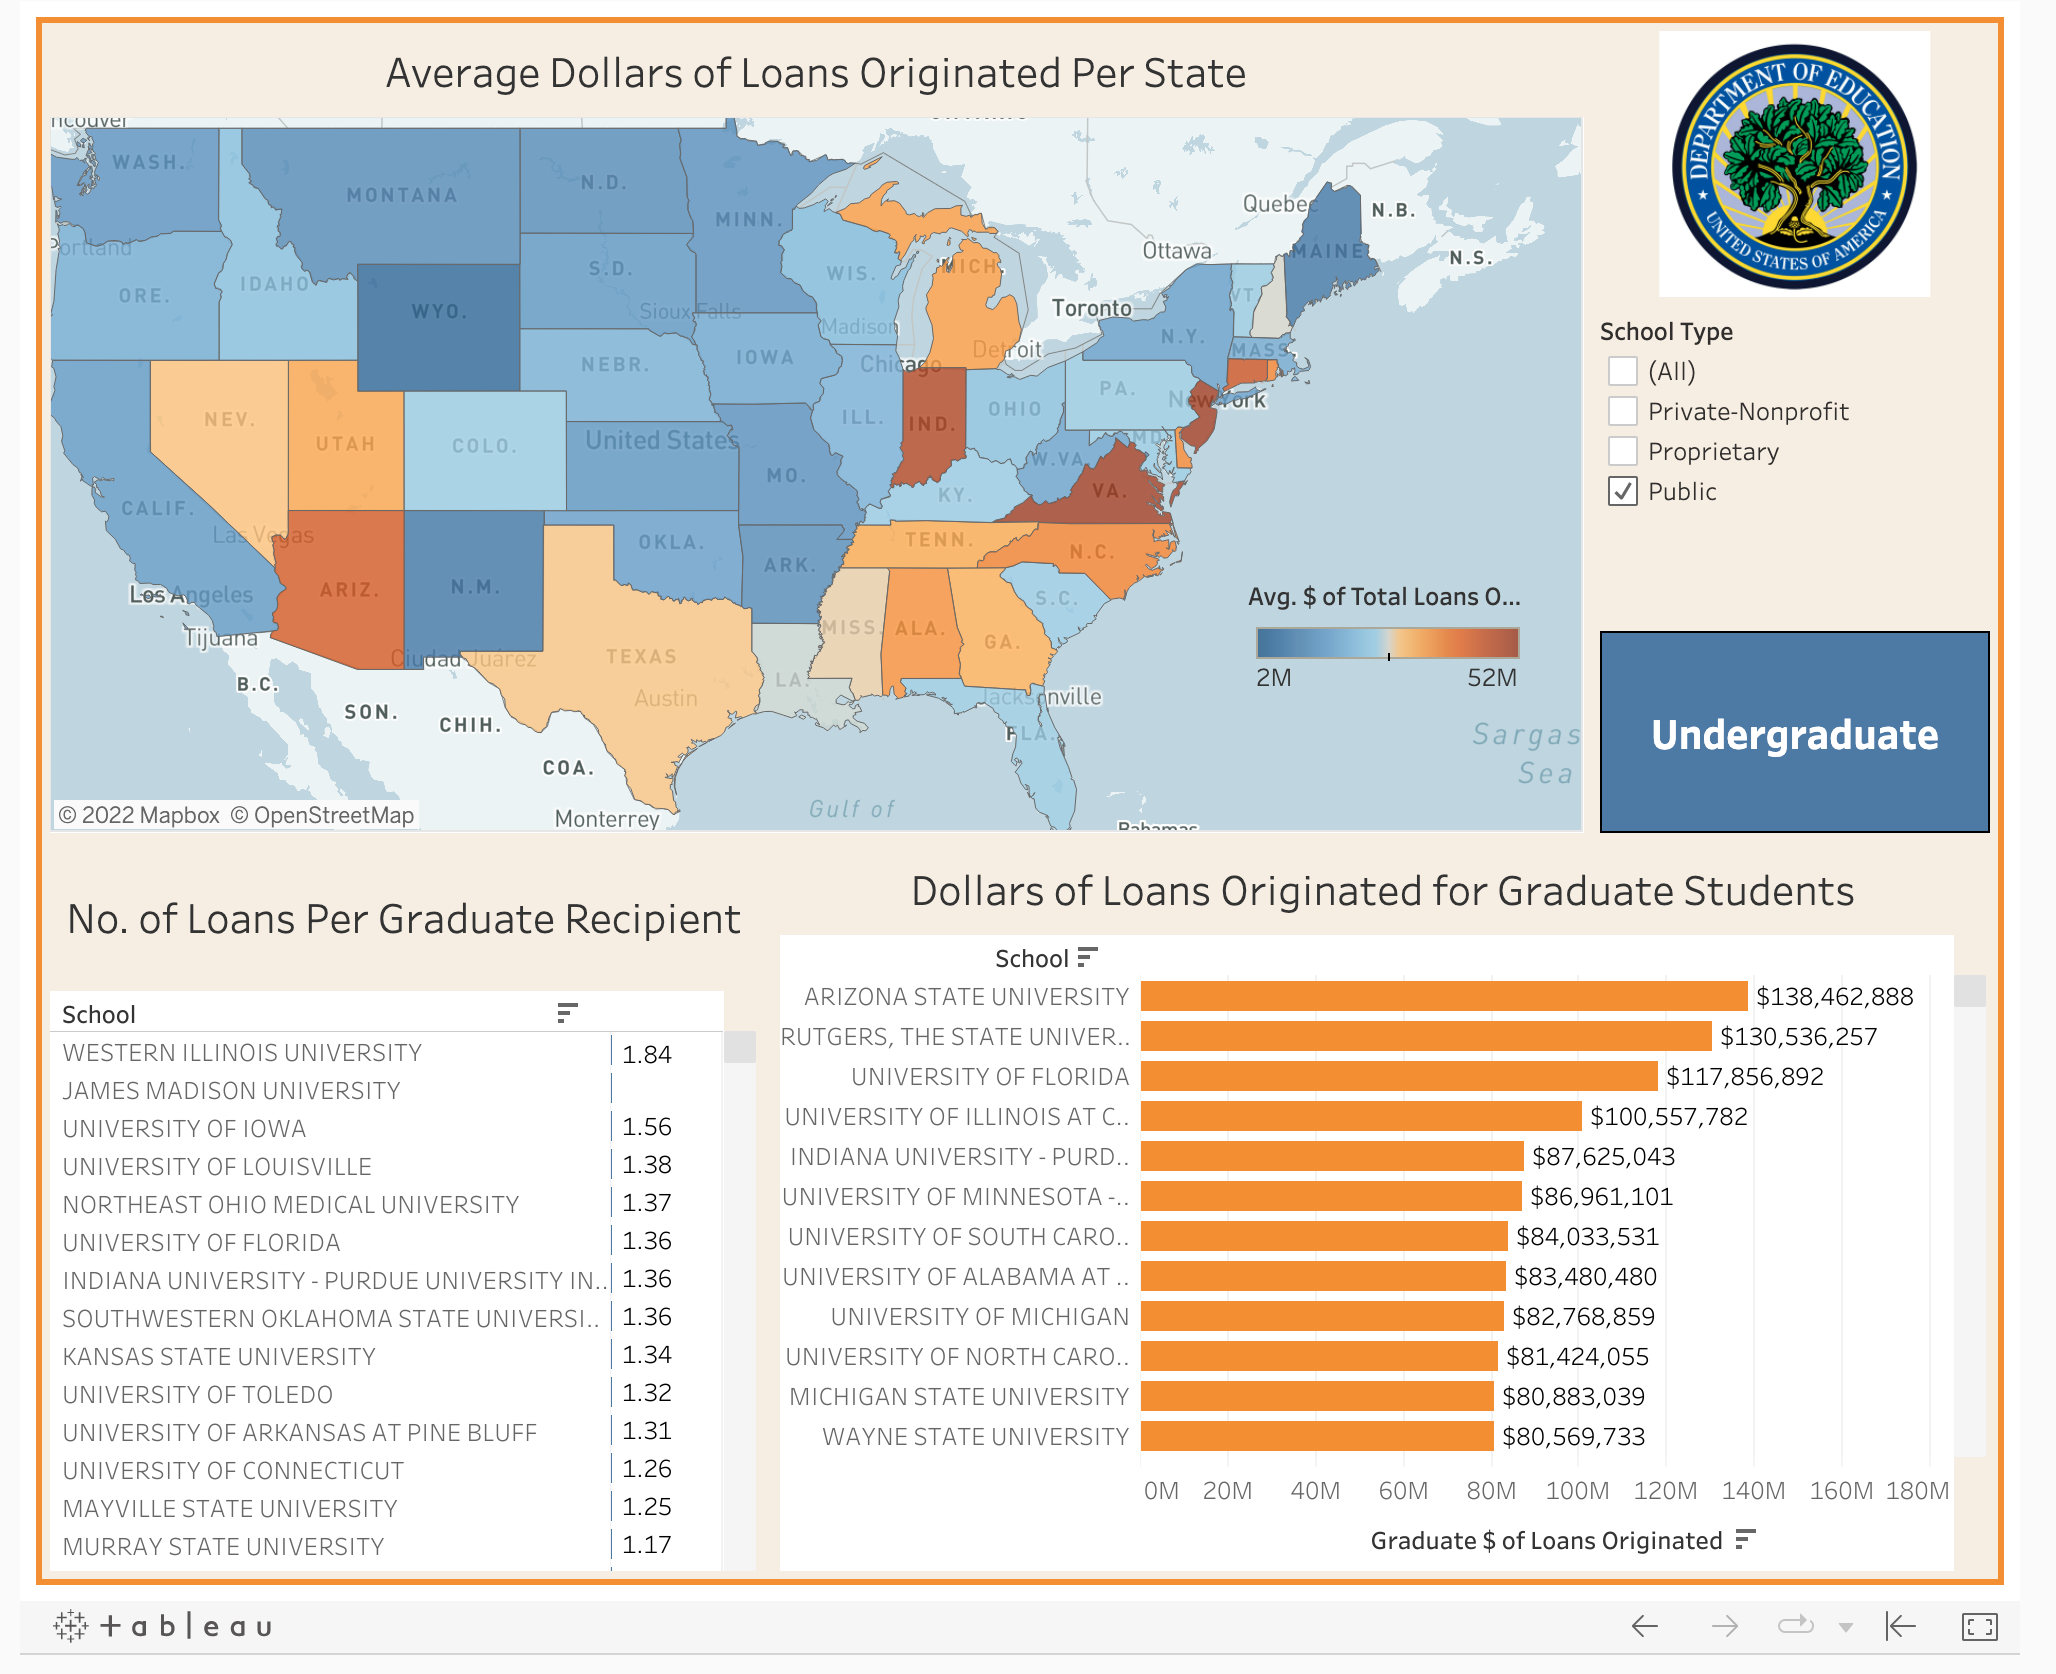 Average Dollars of Loans Originated Per State
DEPARTMENT OF EDUCATION
UNITED STATES OF AMERICA
ncouver
WASH.
MONTANA
N.D.
MINN.
Quebec
N.B.
MAINE
Ottawa
N.S.
Portland
ORE.
IDAHO
S.D.
WIS.
MICH.
VT
WYO.
Sioux Falls
Madison
Toronto
N.Y.
MASS.
NEBR.
IOWA
Chicago
Detroit
PA.
New York
NEV.
UTAH
COLO.
United States
ILL.
IND.
OHIO
MD
W.VA.
MO.
KY.
VA.
CALIF.
Las Vegas
OKLA.
ARK.
TENN.
N.C.
Los Angeles
ARIZ.
N.M.
S.C.
Tijuana
Ciudad Juárez
TEXAS
MISS.
ALA.
GA.
B.C.
Austin
LA.
Jacksonville
SON.
CHIH.
FLA.
COA.
Sargas
Sea
Monterrey
Gulf of
Bahamas
© 2022 Mapbox © OpenStreetMap
Avg. $ of Total Loans O...
2M 52M
School Type
(All)
Private-Nonprofit
Proprietary
Public
Undergraduate
No. of Loans Per Graduate Recipient
School
WESTERN ILLINOIS UNIVERSITY 1.84
JAMES MADISON UNIVERSITY
UNIVERSITY OF IOWA 1.56
UNIVERSITY OF LOUISVILLE 1.38
NORTHEAST OHIO MEDICAL UNIVERSITY 1.37
UNIVERSITY OF FLORIDA 1.36
INDIANA UNIVERSITY - PURDUE UNIVERSITY IN.. 1.36
SOUTHWESTERN OKLAHOMA STATE UNIVERSI.. 1.36
KANSAS STATE UNIVERSITY 1.34
UNIVERSITY OF TOLEDO 1.32
UNIVERSITY OF ARKANSAS AT PINE BLUFF 1.31
UNIVERSITY OF CONNECTICUT 1.26
MAYVILLE STATE UNIVERSITY 1.25
MURRAY STATE UNIVERSITY 1.17
Dollars of Loans Originated for Graduate Students
School
ARIZONA STATE UNIVERSITY $138,462,888
RUTGERS, THE STATE UNIVER.. $130,536,257
UNIVERSITY OF FLORIDA $117,856,892
UNIVERSITY OF ILLINOIS AT C.. $100,557,782
INDIANA UNIVERSITY - PURD.. $87,625,043
UNIVERSITY OF MINNESOTA -.. $86,961,101
UNIVERSITY OF SOUTH CARO.. $84,033,531
UNIVERSITY OF ALABAMA AT .. $83,480,480
UNIVERSITY OF MICHIGAN $82,768,859
UNIVERSITY OF NORTH CARO.. $81,424,055
MICHIGAN STATE UNIVERSITY $80,883,039
WAYNE STATE UNIVERSITY $80,569,733
0M 20M 40M 60M 80M 100M 120M 140M 160M 180M
Graduate $ of Loans Originated
+ableau